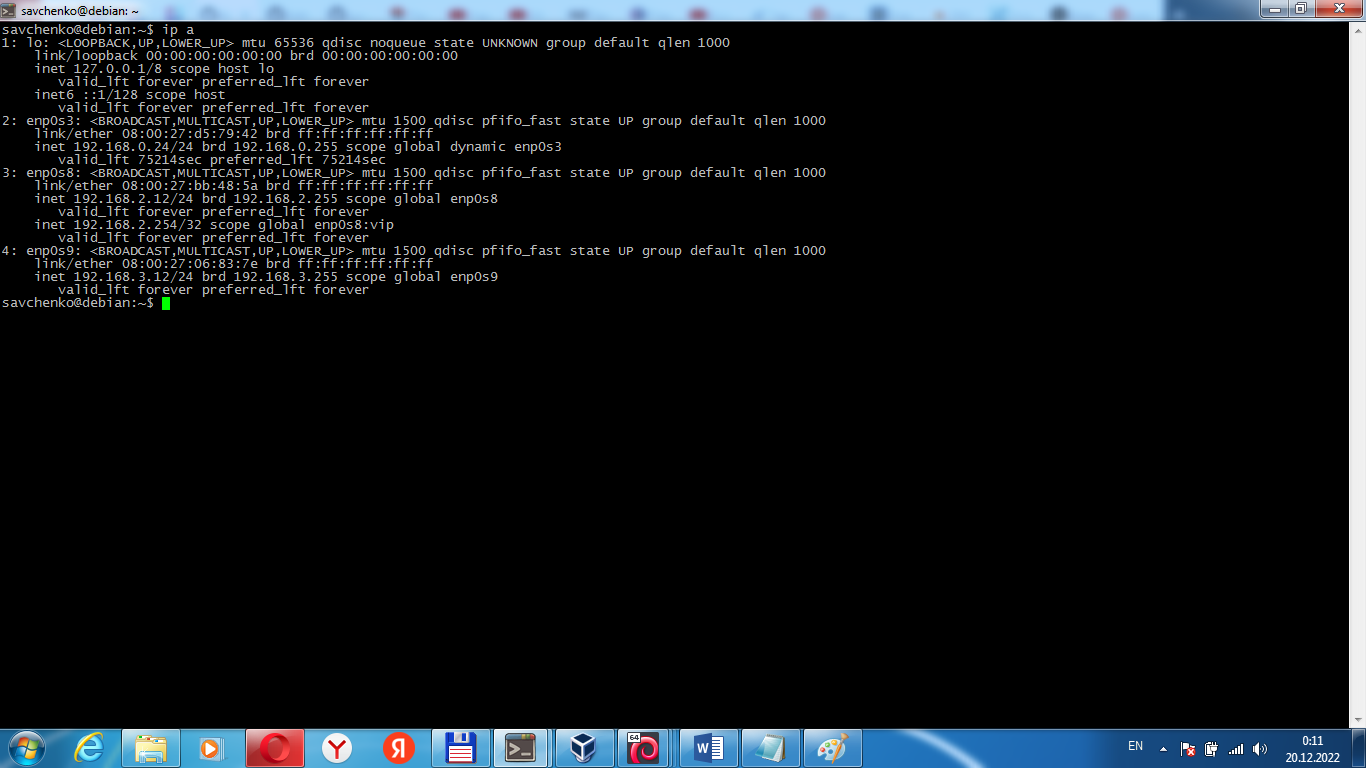 savchenko@debian: ~
savchenko@debian:~$ ip a
1: lo: <LOOPBACK,UP,LOWER_UP> mtu 65536 qdisc noqueue state UNKNOWN group default qlen 1000
    link/loopback 00:00:00:00:00:00 brd 00:00:00:00:00:00
    inet 127.0.0.1/8 scope host lo
       valid_lft forever preferred_lft forever
    inet6 ::1/128 scope host
       valid_lft forever preferred_lft forever
2: enp0s3: <BROADCAST,MULTICAST,UP,LOWER_UP> mtu 1500 qdisc pfifo_fast state UP group default qlen 1000
    link/ether 08:00:27:d5:79:42 brd ff:ff:ff:ff:ff:ff
    inet 192.168.0.24/24 brd 192.168.0.255 scope global dynamic enp0s3
       valid_lft 75214sec preferred_lft 75214sec
3: enp0s8: <BROADCAST,MULTICAST,UP,LOWER_UP> mtu 1500 qdisc pfifo_fast state UP group default qlen 1000
    link/ether 08:00:27:bb:48:5a brd ff:ff:ff:ff:ff:ff
    inet 192.168.2.12/24 brd 192.168.2.255 scope global enp0s8
       valid_lft forever preferred_lft forever
    inet 192.168.2.254/32 scope global enp0s8:vip
       valid_lft forever preferred_lft forever
4: enp0s9: <BROADCAST,MULTICAST,UP,LOWER_UP> mtu 1500 qdisc pfifo_fast state UP group default qlen 1000
    link/ether 08:00:27:06:83:7e brd ff:ff:ff:ff:ff:ff
    inet 192.168.3.12/24 brd 192.168.3.255 scope global enp0s9
       valid_lft forever preferred_lft forever
savchenko@debian:~$
Y
Я
64
W
EN
0:11
20.12.2022